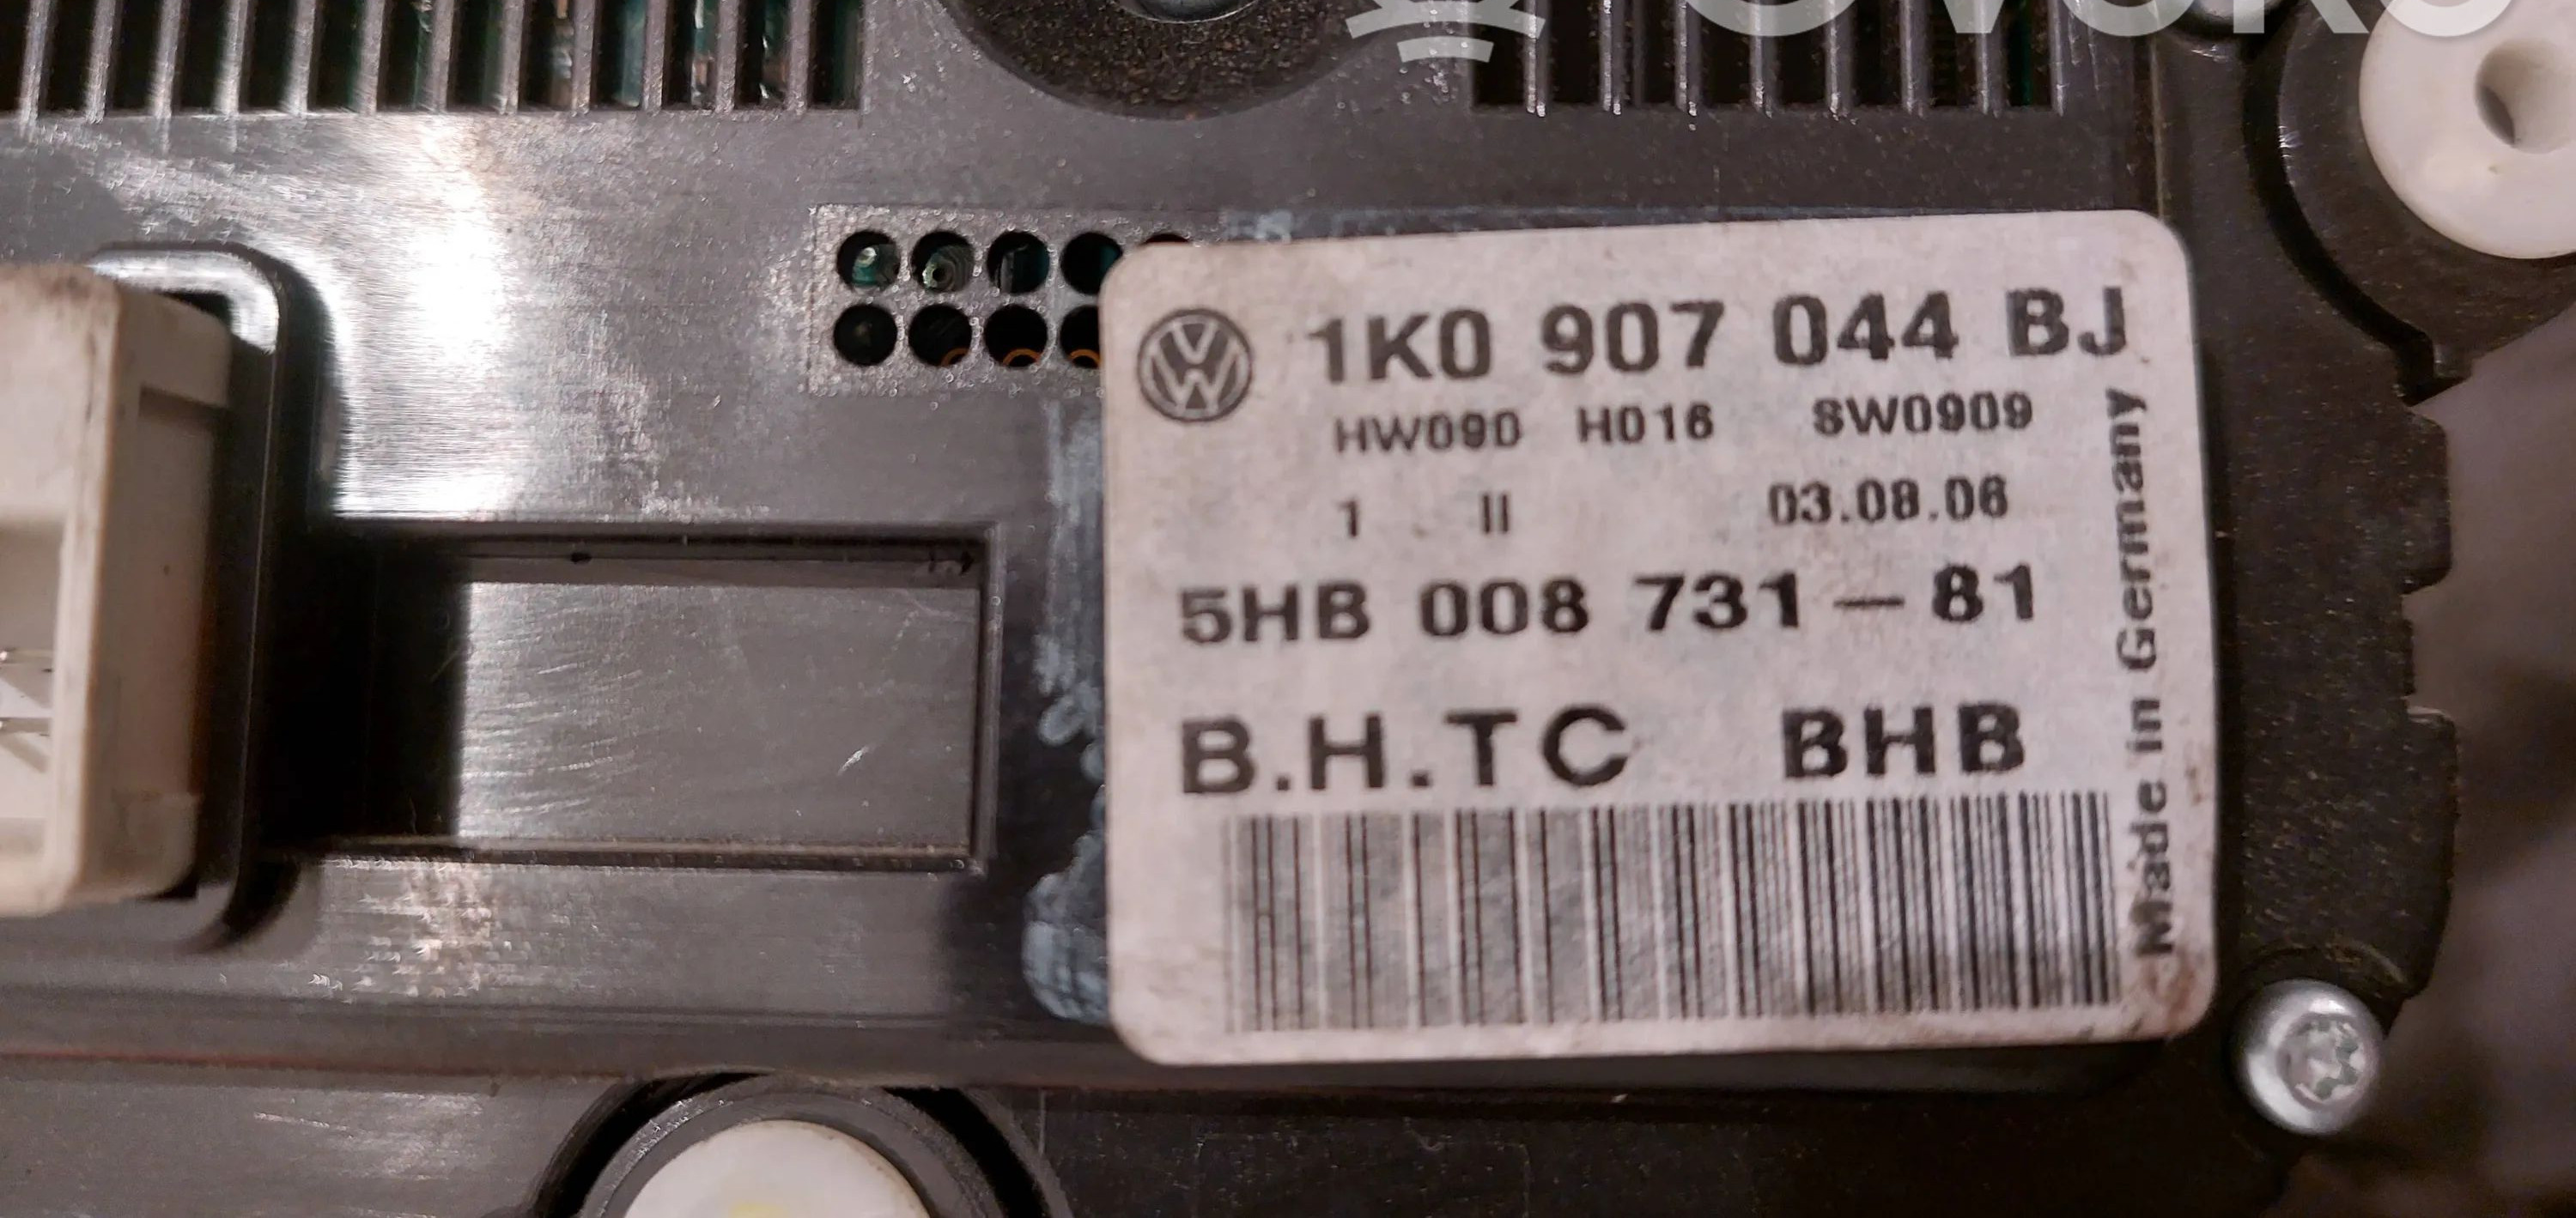 1K0 907 044 BJ
HW090 H016 SW0909
1 II 03.08.06
5HB 008 731-81
B.H.TC BHB
Made in Germany